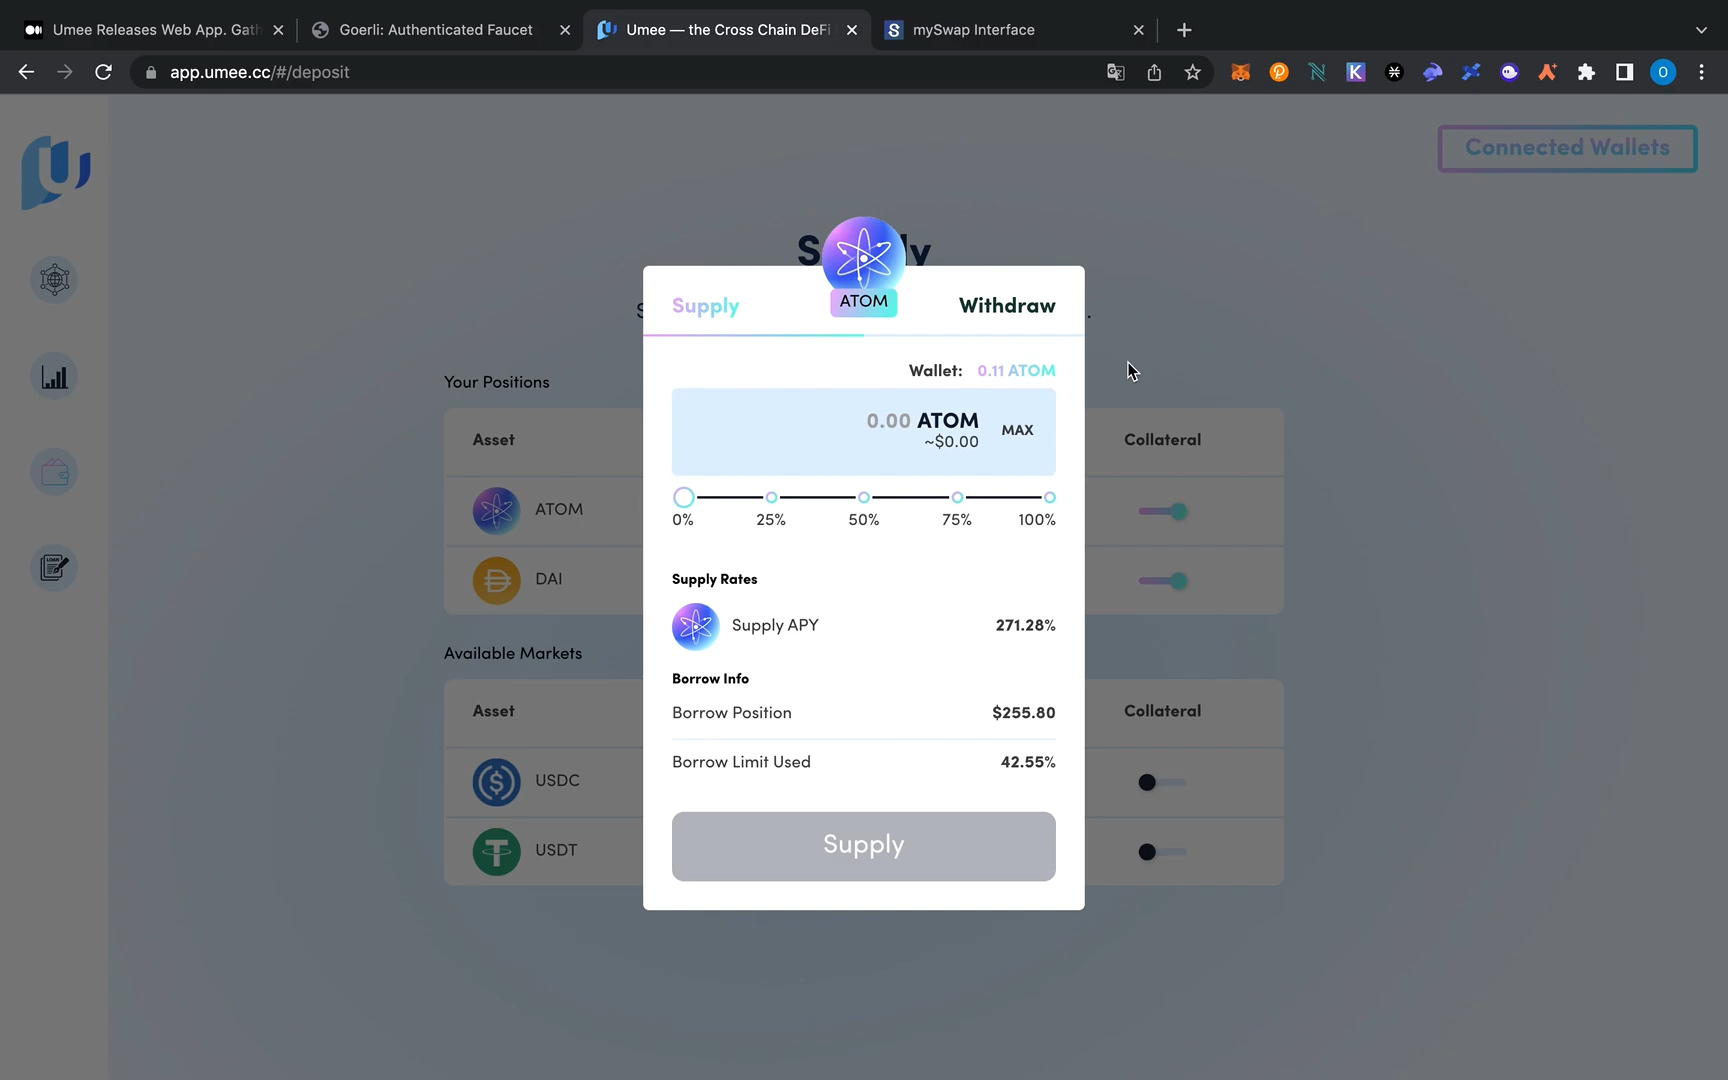 Umee Releases Web App. Gath
Goerli: Authenticated Faucet
Umee — the Cross Chain DeFi
mySwap Interface
app.umee.cc/#/deposit
Connected Wallets
ATOM
Supply
Withdraw
Wallet: 0.11 ATOM
0.00 ATOM
~$0.00
MAX
0% 25% 50% 75% 100%
Your Positions
Asset
Collateral
ATOM
DAI
Supply Rates
Supply APY 271.28%
Borrow Info
Borrow Position $255.80
Borrow Limit Used 42.55%
Supply
Available Markets
Asset
Collateral
USDC
USDT